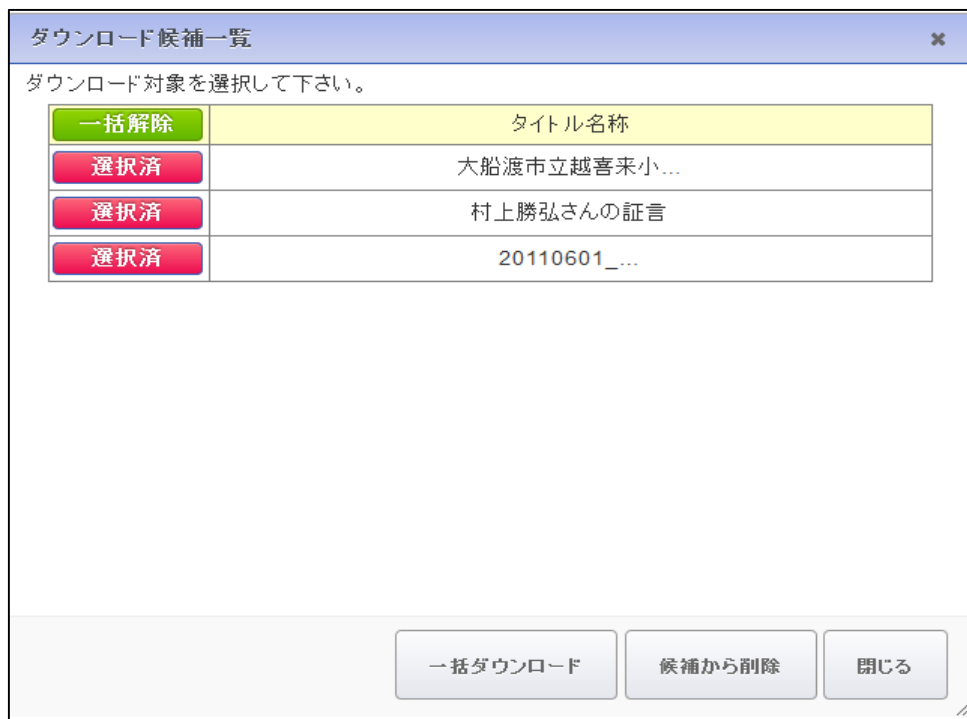 ダウンロード候補一覧
ダウンロード対象を選択して下さい。
一括解除 タイトル名称
選択済 大船渡市立越喜来小...
選択済 村上勝弘さんの証言
選択済 20110601_...
一括ダウンロード 候補から削除 閉じる